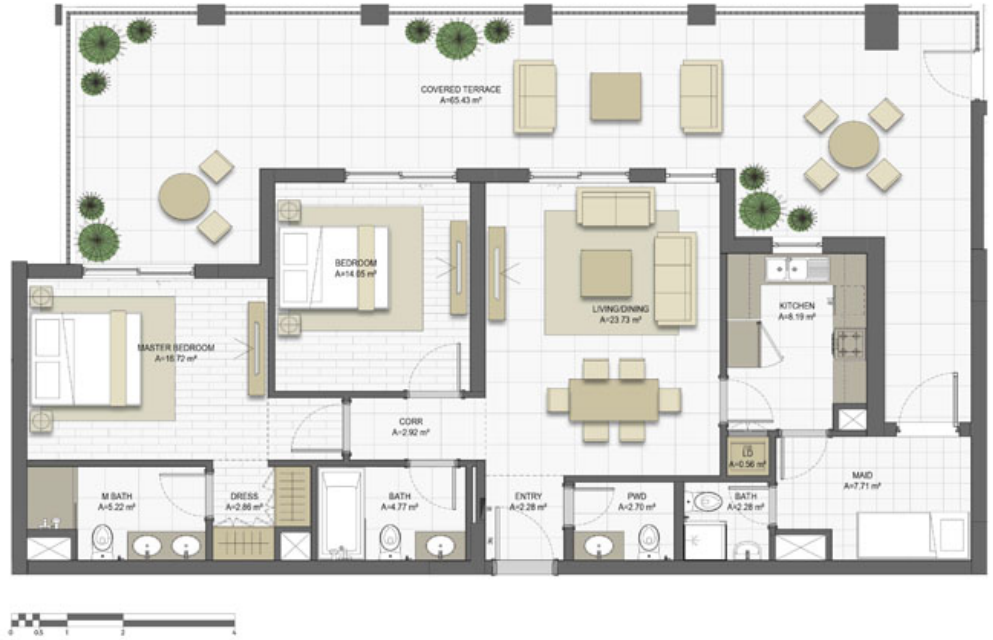 COVERED TERRACE
A=65.43 m²
BEDROOM
A=14.05 m²
KITCHEN
A=8.19 m²
LIVING/DINING
A=23.73 m²
MASTER BEDROOM
A=16.72 m²
CORR
A=2.92 m²
LD
A=0.56 m²
MAID
A=7.71 m²
M BATH
A=5.22 m²
DRESS
A=2.86 m²
BATH
A=4.77 m²
ENTRY
A=2.28 m²
PWD
A=2.70 m²
BATH
A=2.28 m²
0 0.5 1 2 4